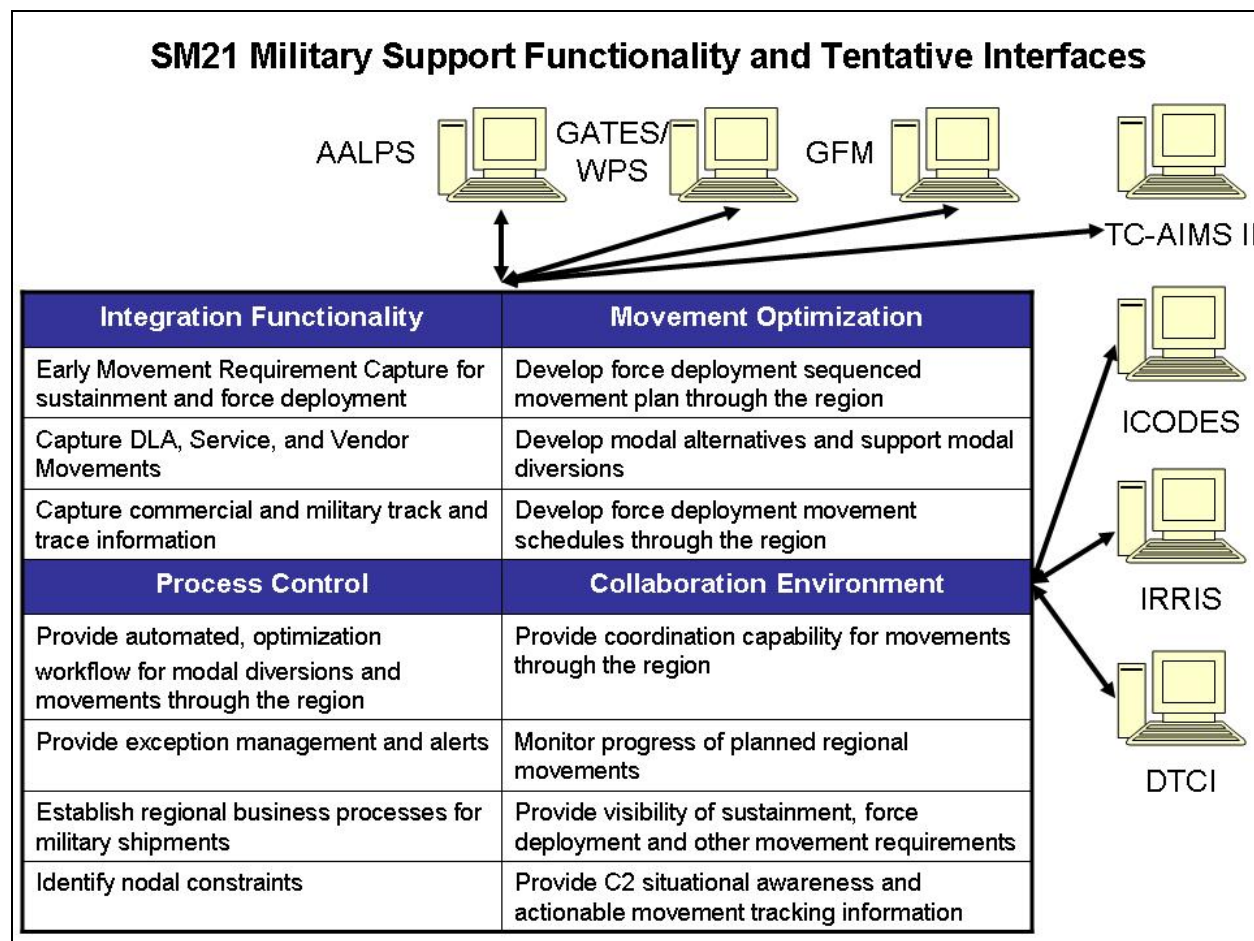 SM21 Military Support Functionality and Tentative Interfaces
AALPS
GATES/
WPS
GFM
TC-AIMS II
Integration Functionality
Movement Optimization
Early Movement Requirement Capture for
sustainment and force deployment
Develop force deployment sequenced
movement plan through the region
Capture DLA, Service, and Vendor
Movements
Develop modal alternatives and support modal
diversions
Capture commercial and military track and
trace information
Develop force deployment movement
schedules through the region
Process Control
Collaboration Environment
Provide automated, optimization
workflow for modal diversions and
movements through the region
Provide coordination capability for movements
through the region
Provide exception management and alerts
Monitor progress of planned regional
movements
Establish regional business processes for
military shipments
Provide visibility of sustainment, force
deployment and other movement requirements
Identify nodal constraints
Provide C2 situational awareness and
actionable movement tracking information
ICODES
IRRIS
DTCI